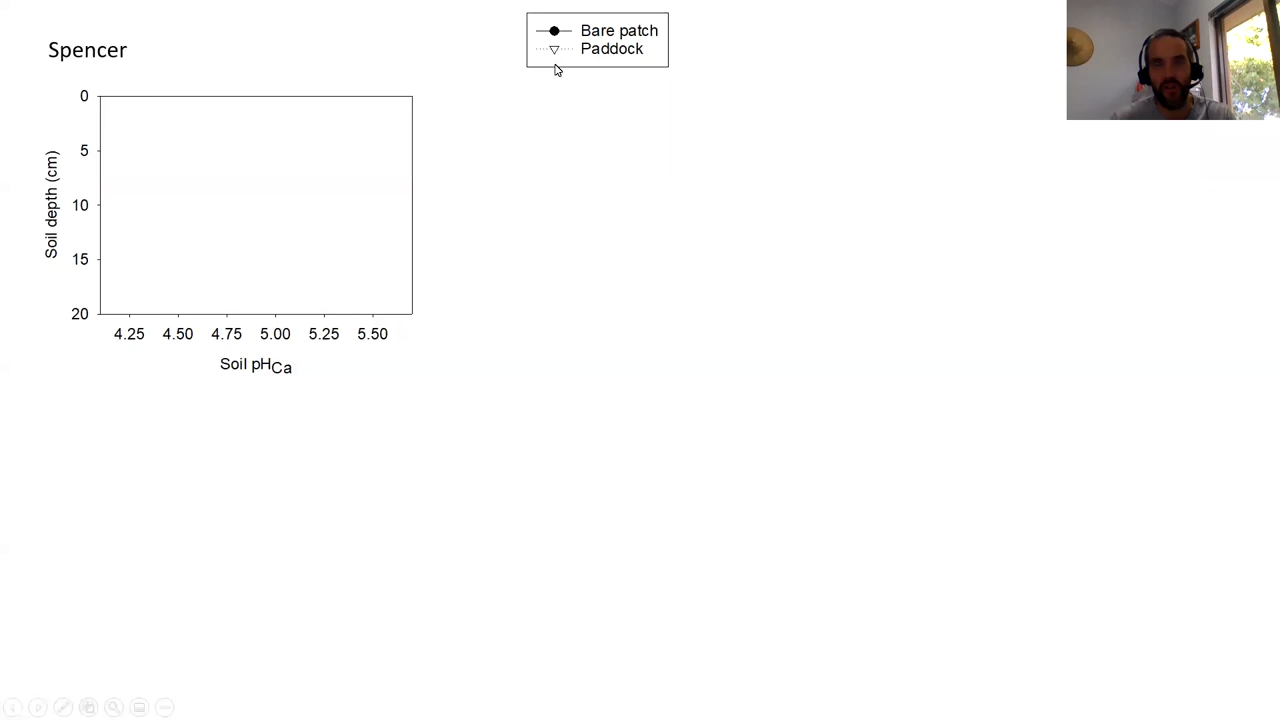 Spencer
Bare patch
Paddock
Soil depth (cm)
0
5
10
15
20
4.25 4.50 4.75 5.00 5.25 5.50
Soil pHCa